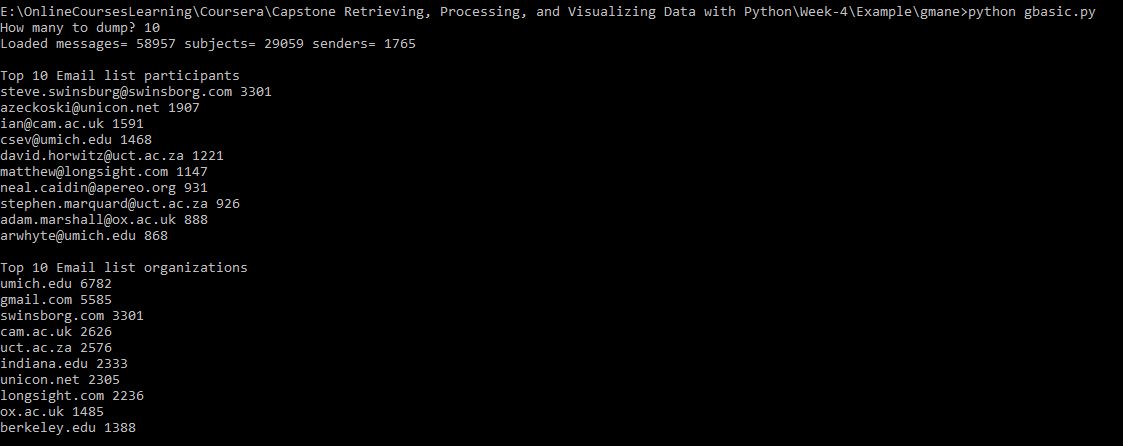 E:\OnlineCoursesLearning\Coursera\Capstone Retrieving, Processing, and Visualizing Data with Python\Week-4\Example\gmane>python gbasic.py
How many to dump? 10
Loaded messages= 58957 subjects= 29059 senders= 1765
Top 10 Email list participants
steve.swinsburg@swinsborg.com 3301
azeckoski@unicon.net 1907
ian@cam.ac.uk 1591
csev@umich.edu 1468
david.horwitz@uct.ac.za 1221
matthew@longsight.com 1147
neal.caidin@apereo.org 931
stephen.marquard@uct.ac.za 926
adam.marshall@ox.ac.uk 888
arwhyte@umich.edu 868
Top 10 Email list organizations
umich.edu 6782
gmail.com 5585
swinsborg.com 3301
cam.ac.uk 2626
uct.ac.za 2576
indiana.edu 2333
unicon.net 2305
longsight.com 2236
ox.ac.uk 1485
berkeley.edu 1388